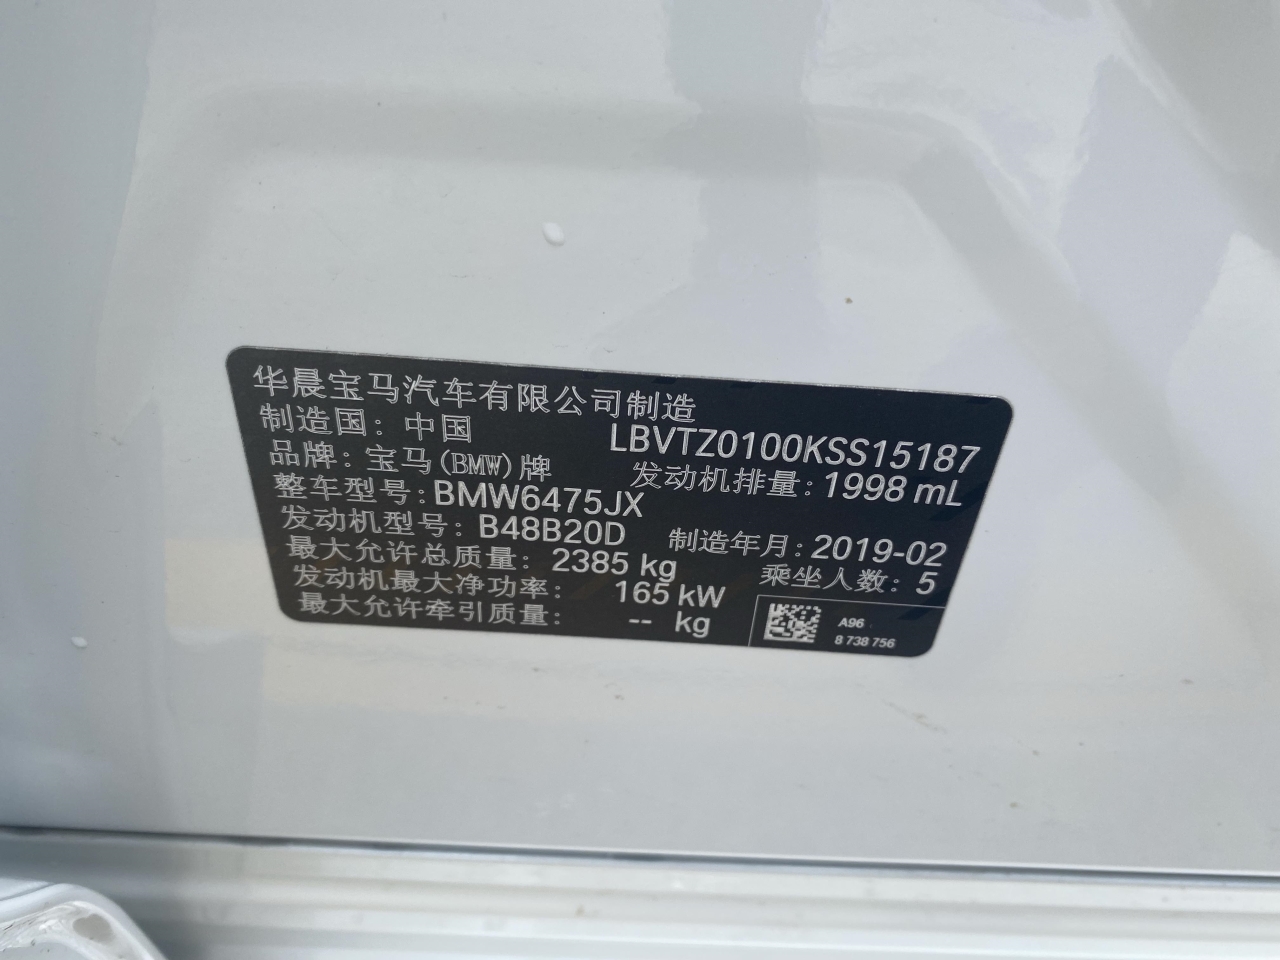 华晨宝马汽车有限公司制造
制造国：中国
LBVTZ0100KSS15187
品牌：宝马(BMW)牌
发动机排量：1998 mL
整车型号：BMW6475JX
发动机型号：B48B20D
制造年月：2019-02
最大允许总质量：2385 kg
乘坐人数：5
发动机最大净功率：165 kW
最大允许牵引质量：-- kg
A96
8 738 756